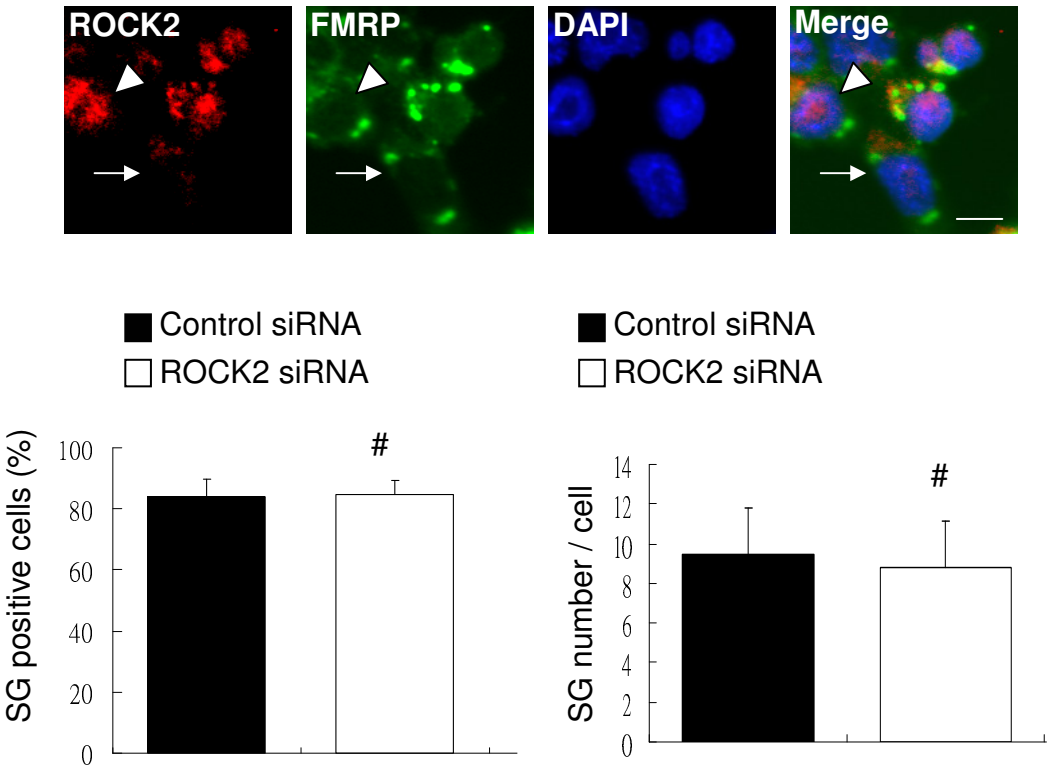 ROCK2 FMRP DAPI Merge
Control siRNA
ROCK2 siRNA
SG positive cells (%)
100
80
60
40
20
0
#
Control siRNA
ROCK2 siRNA
SG number / cell
14
12
10
8
6
4
2
0
#